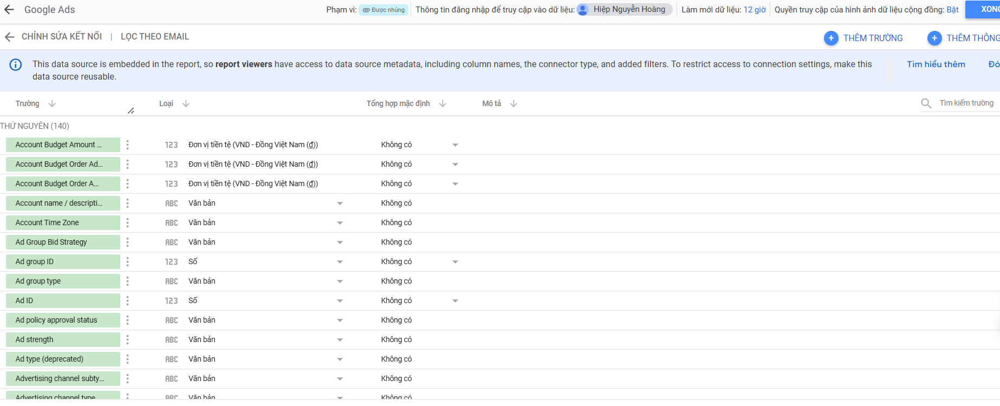 Google Ads
Phạm vi: Được nhúng
Thông tin đăng nhập để truy cập vào dữ liệu: Hiệp Nguyễn Hoàng
Làm mới dữ liệu: 12 giờ
Quyền truy cập của hình ảnh dữ liệu cộng đồng: Bật
XONG
CHỈNH SỬA KẾT NỐI | LỌC THEO EMAIL
THÊM TRƯỜNG
THÊM THÔNG
This data source is embedded in the report, so report viewers have access to data source metadata, including column names, the connector type, and added filters. To restrict access to connection settings, make this
data source reusable.
Tìm hiểu thêm
Đó
Trường Loại Tổng hợp mặc định Mô tả Tìm kiếm trường
THỨ NGUYÊN (140)
Account Budget Amount ... 123 Đơn vị tiền tệ (VND - Đồng Việt Nam (₫)) Không có
Account Budget Order Ad... 123 Đơn vị tiền tệ (VND - Đồng Việt Nam (₫)) Không có
Account Budget Order A... 123 Đơn vị tiền tệ (VND - Đồng Việt Nam (₫)) Không có
Account name / descripti... ABC Văn bản Không có
Account Time Zone ABC Văn bản Không có
Ad Group Bid Strategy ABC Văn bản Không có
Ad group ID 123 Số Không có
Ad group type ABC Văn bản Không có
Ad ID 123 Số Không có
Ad policy approval status ABC Văn bản Không có
Ad strength ABC Văn bản Không có
Ad type (deprecated) ABC Văn bản Không có
Advertising channel subty... ABC Văn bản Không có
Advertising channel type ABC Văn bản Không có